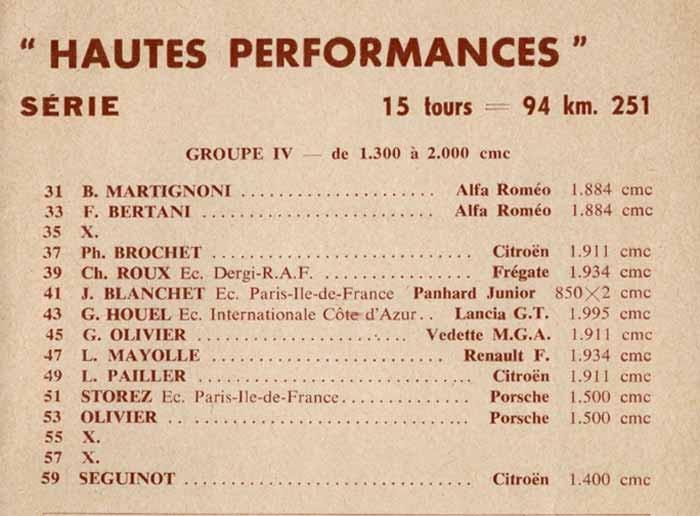 " HAUTES PERFORMANCES "
SÉRIE 15 tours = 94 km. 251
GROUPE IV — de 1.300 à 2.000 cmc
31 B. MARTIGNONI ...................... Alfa Roméo 1.884 cmc
33 F. BERTANI .......................... Alfa Roméo 1.884 cmc
35 X.
37 Ph. BROCHET ............................. Citroën 1.911 cmc
39 Ch. ROUX Ec. Dergi-R.A.F. .................... Frégate 1.934 cmc
41 J. BLANCHET Ec. Paris-Ile-de-France Panhard Junior 850×2 cmc
43 G. HOUEL Ec. Internationale Côte d'Azur.. Lancia G.T. 1.995 cmc
45 G. OLIVIER ...................... Vedette M.G.A. 1.911 cmc
47 L. MAYOLLE .......................... Renault F. 1.934 cmc
49 L. PAILLER ............................... Citroën 1.911 cmc
51 STOREZ Ec. Paris-Ile-de-France............... Porsche 1.500 cmc
53 OLIVIER .. ............................... Porsche 1.500 cmc
55 X.
57 X.
59 SEGUINOT ................................ Citroën 1.400 cmc